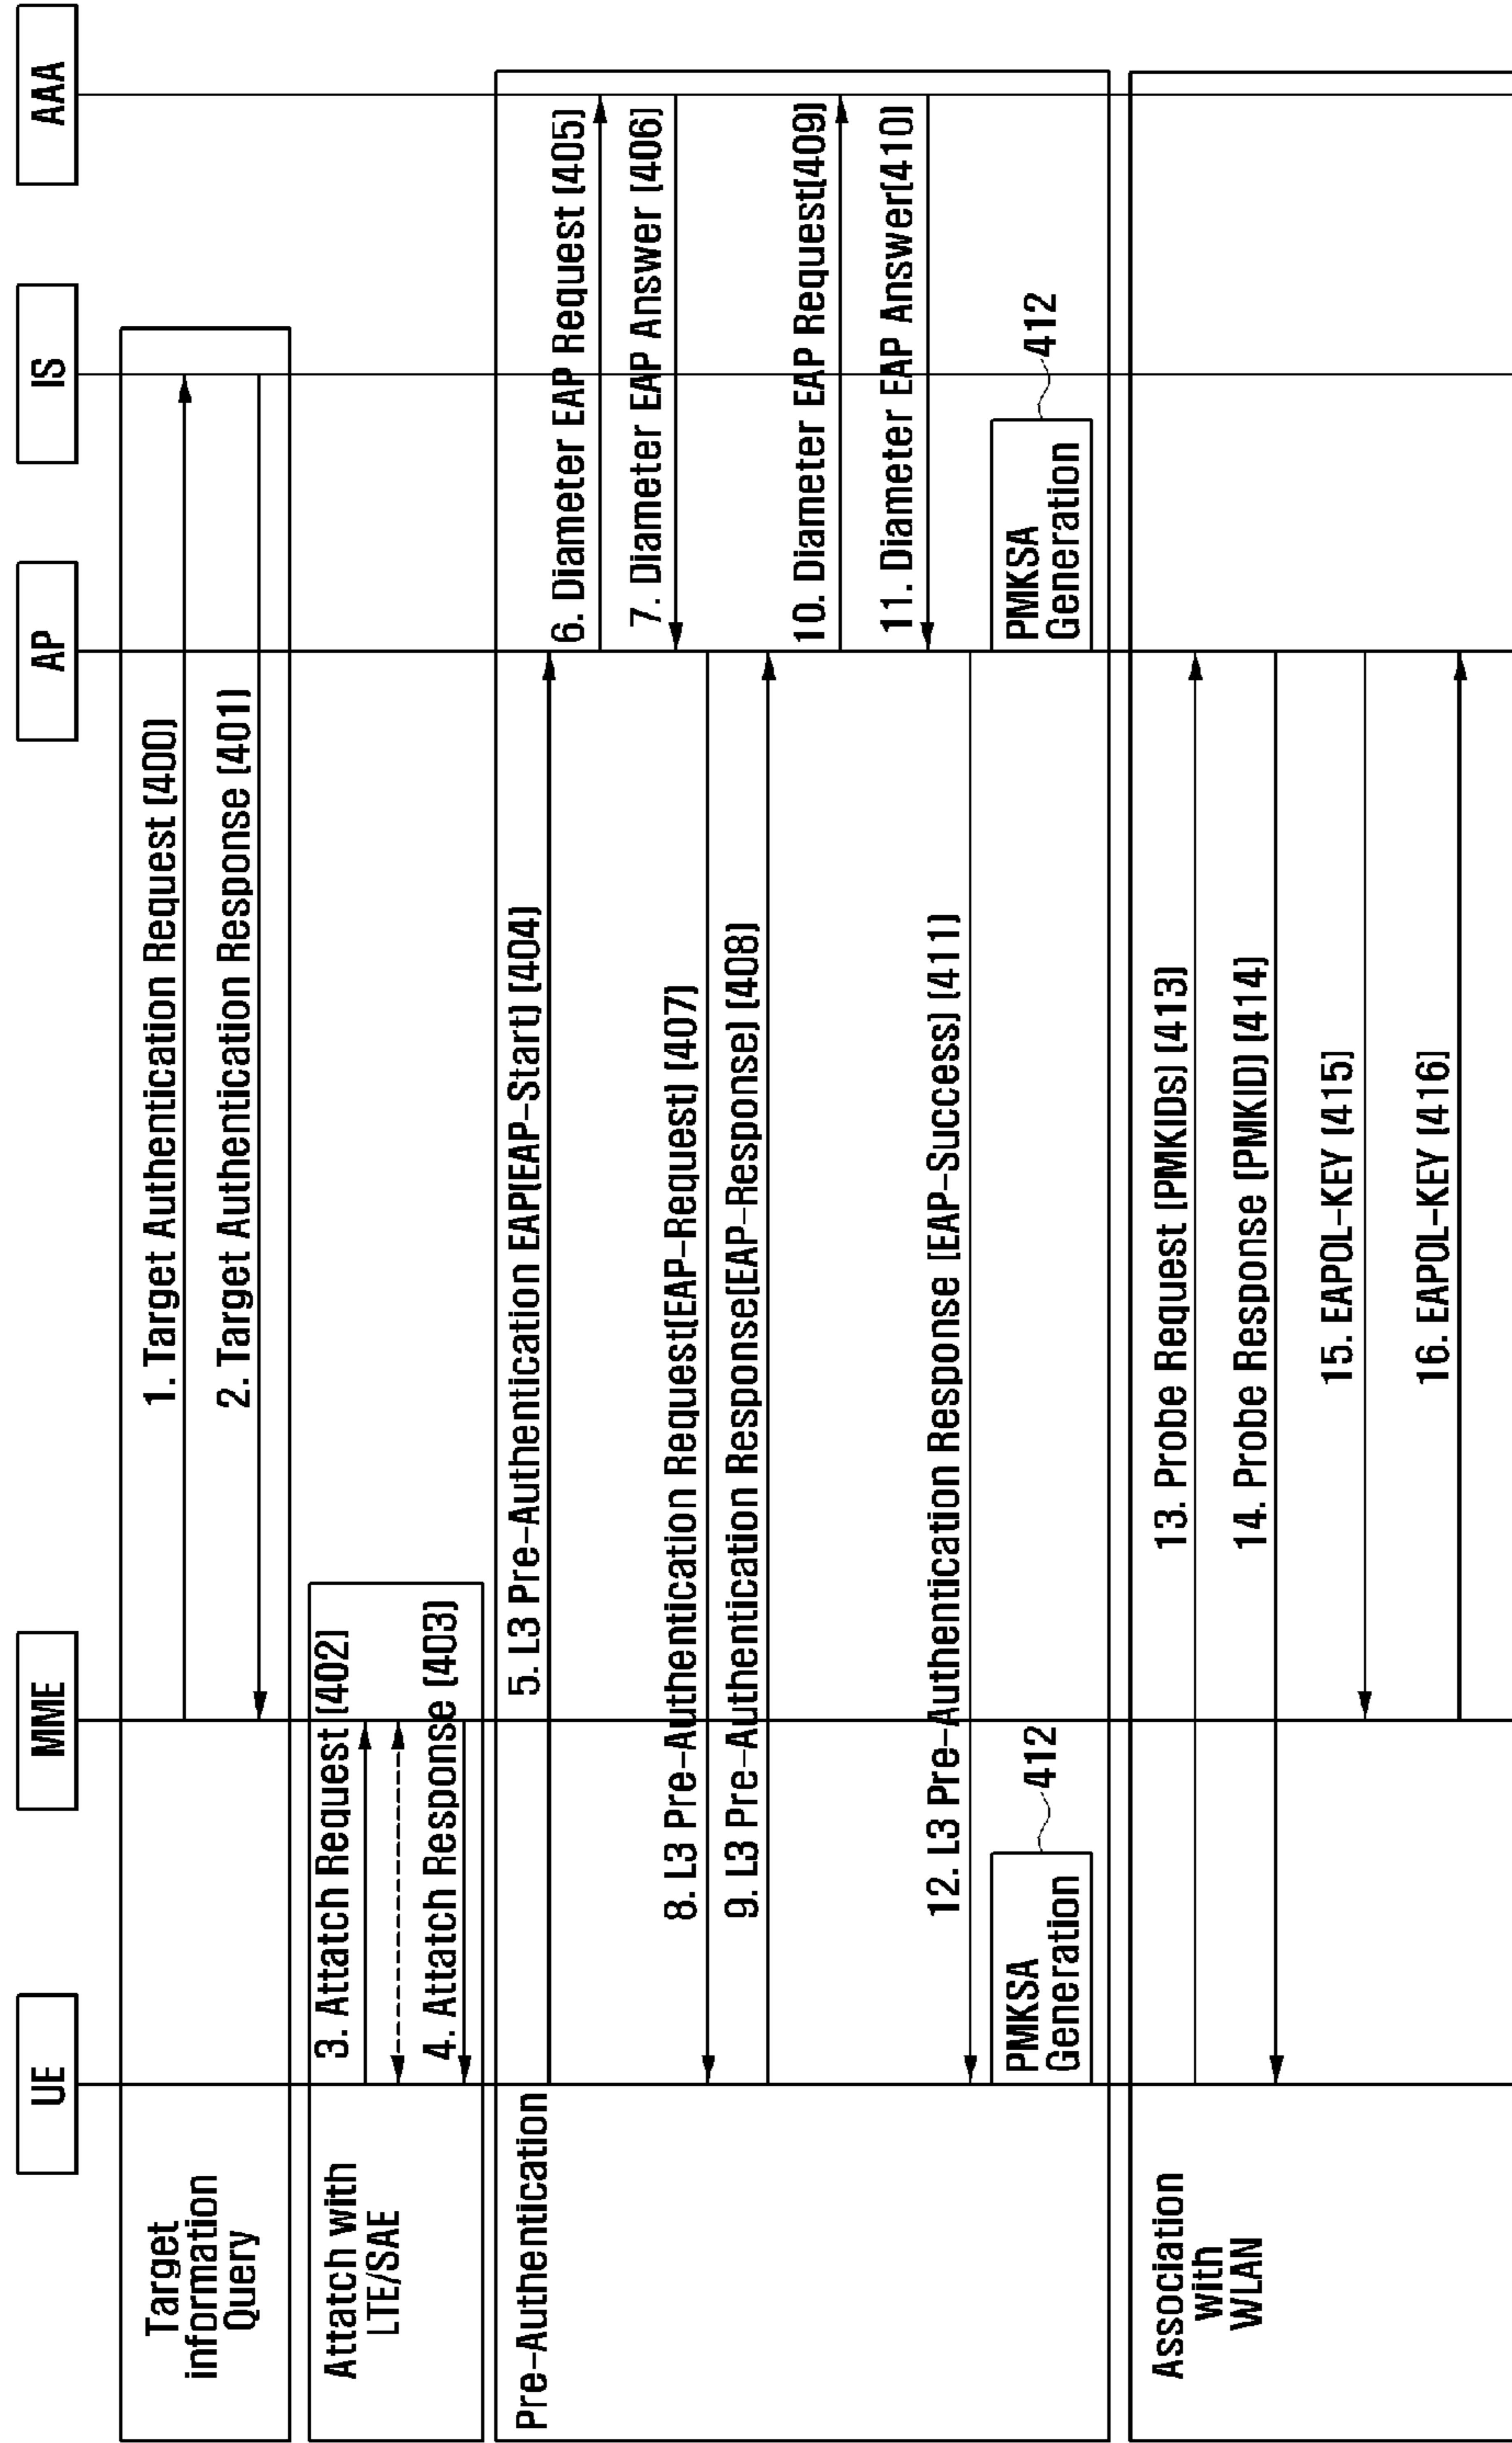 UE
MME
AP
IS
AAA
Target
information
Query
1. Target Authentication Request (400)
2. Target Authentication Response (401)
Attatch with
LTE/SAE
3. Attatch Request (402)
4. Attatch Response (403)
Pre-Authentication
5. L3 Pre-Authentication EAP(EAP-Start) (404)
6. Diameter EAP Request (405)
7. Diameter EAP Answer (406)
8. L3 Pre-Authentication Request(EAP-Request) (407)
9. L3 Pre-Authentication Response(EAP-Response) (408)
10. Diameter EAP Request(409)
11. Diameter EAP Answer(410)
12. L3 Pre-Authentication Response (EAP-Success) (411)
PMKSA
Generation
412
PMKSA
Generation
412
Association
with
WLAN
13. Probe Request (PMKIDs) (413)
14. Probe Response (PMKID) (414)
15. EAPOL-KEY (415)
16. EAPOL-KEY (416)